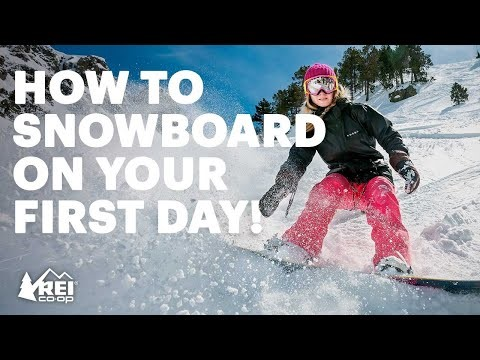 HOW TO
SNOWBOARD
ON YOUR
FIRST DAY!
REI
CO·OP